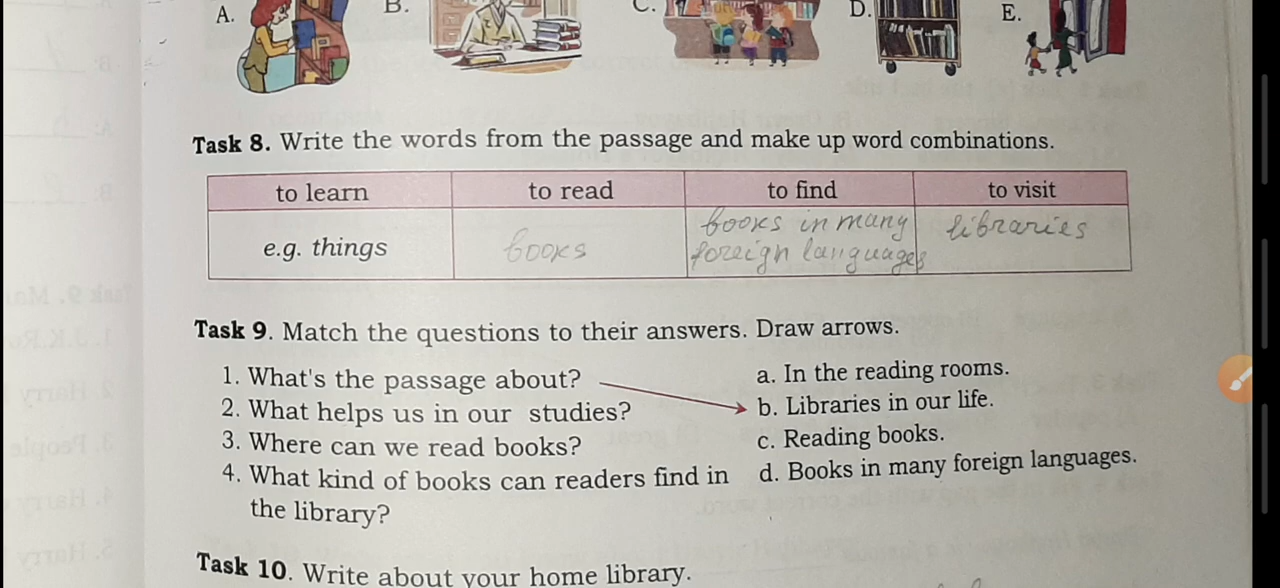 A. B. C. D. E.
Task 8. Write the words from the passage and make up word combinations.
to learn to read to find to visit
e.g. things books books in many foreign languages libraries
Task 9. Match the questions to their answers. Draw arrows.
1. What's the passage about?
2. What helps us in our studies?
3. Where can we read books?
4. What kind of books can readers find in
the library?
a. In the reading rooms.
b. Libraries in our life.
c. Reading books.
d. Books in many foreign languages.
Task 10. Write about your home library.